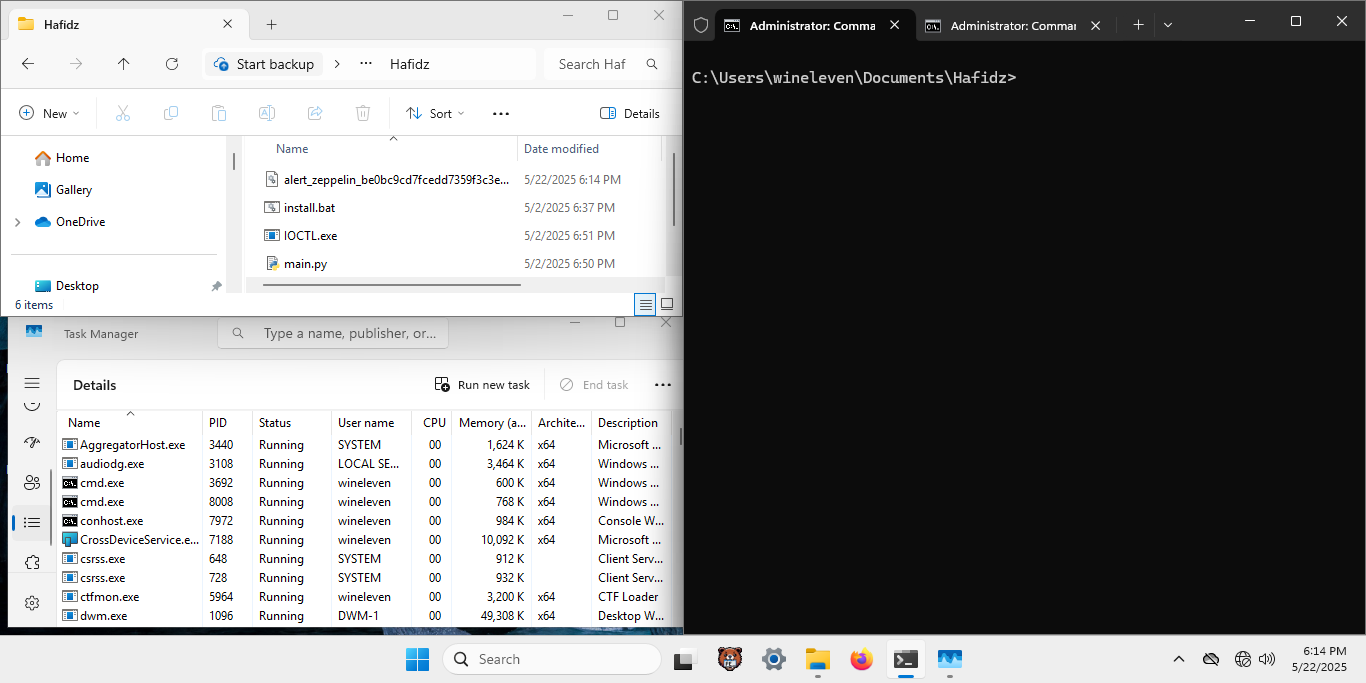 Hafidz
Start backup
Hafidz
Search Haf
New
Sort
Details
Home
Gallery
OneDrive
Desktop
6 items
Name Date modified
alert_zeppelin_be0bc9cd7fcedd7359f3c3e... 5/22/2025 6:14 PM
install.bat 5/2/2025 6:37 PM
IOCTL.exe 5/2/2025 6:51 PM
main.py 5/2/2025 6:50 PM
Task Manager
Type a name, publisher, or...
Details
Run new task
End task
Name PID Status User name CPU Memory (a... Archite... Description
AggregatorHost.exe 3440 Running SYSTEM 00 1,624 K x64 Microsoft ...
audiodg.exe 3108 Running LOCAL SE... 00 3,464 K x64 Windows ...
cmd.exe 3692 Running wineleven 00 600 K x64 Windows ...
cmd.exe 8008 Running wineleven 00 768 K x64 Windows ...
conhost.exe 7972 Running wineleven 00 984 K x64 Console W...
CrossDeviceService.e... 7188 Running wineleven 00 10,092 K x64 Microsoft ...
csrss.exe 648 Running SYSTEM 00 912 K Client Serv...
csrss.exe 728 Running SYSTEM 00 932 K Client Serv...
ctfmon.exe 5964 Running wineleven 00 3,200 K x64 CTF Loader
dwm.exe 1096 Running DWM-1 00 49,308 K x64 Desktop W...
Administrator: Comma
Administrator: Comman
C:\Users\wineleven\Documents\Hafidz>
Search
6:14 PM
5/22/2025